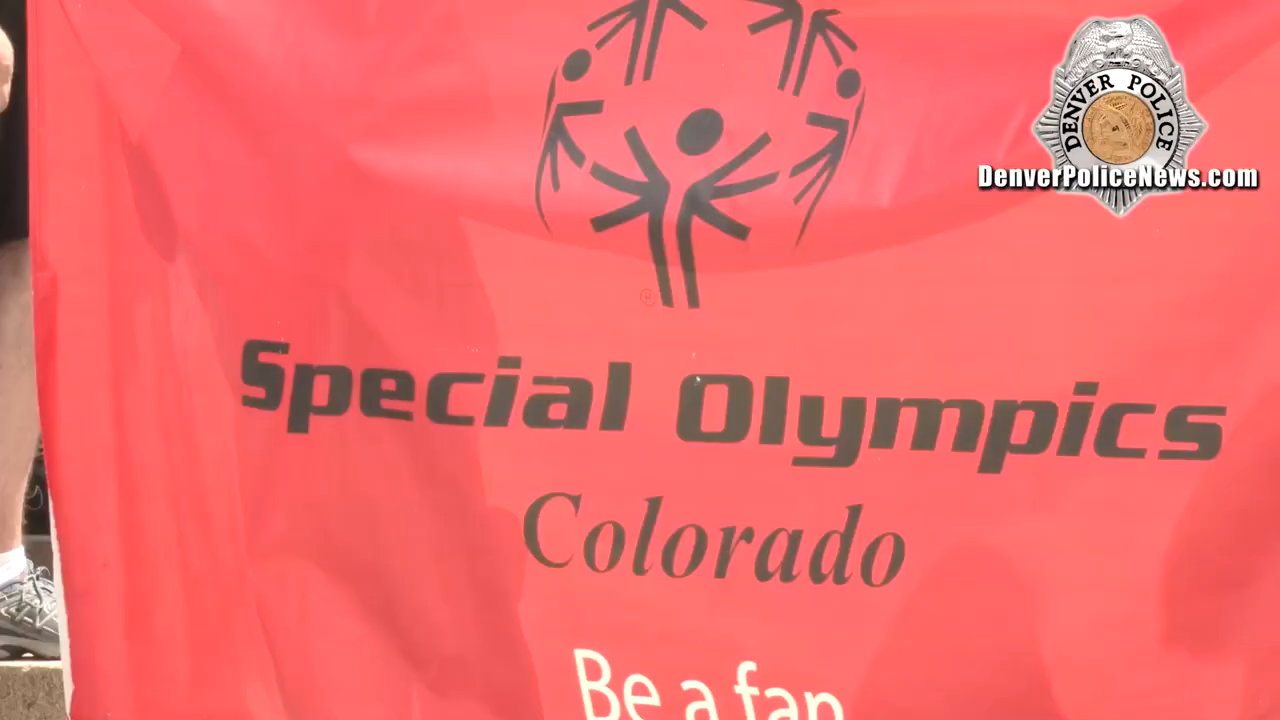 DENVER POLICE
DenverPoliceNews.com
Special Olympics
Colorado
Be a fan